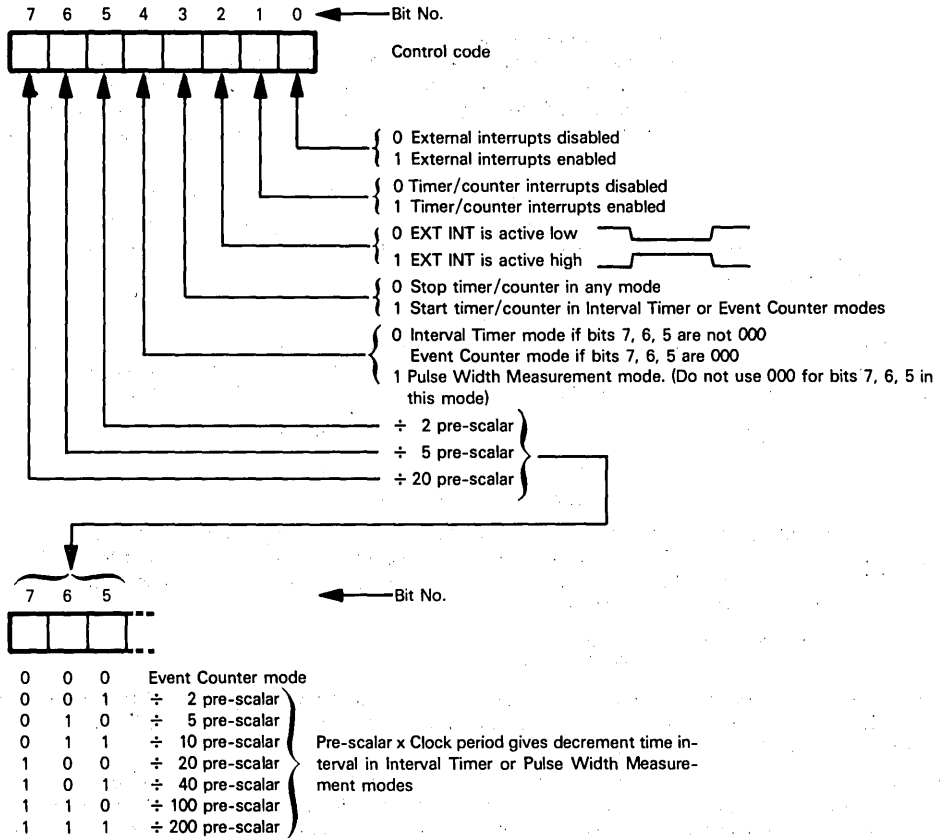 7 6 5 4 3 2 1 0 Bit No.
Control code
0 External interrupts disabled
1 External interrupts enabled
0 Timer/counter interrupts disabled
1 Timer/counter interrupts enabled
0 EXT INT is active low
1 EXT INT is active high
0 Stop timer/counter in any mode
1 Start timer/counter in Interval Timer or Event Counter modes
0 Interval Timer mode if bits 7, 6, 5 are not 000
Event Counter mode if bits 7, 6, 5 are 000
1 Pulse Width Measurement mode. (Do not use 000 for bits 7, 6, 5 in
this mode)
÷ 2 pre-scalar
÷ 5 pre-scalar
÷ 20 pre-scalar
7 6 5 Bit No.
0 0 0 Event Counter mode
0 0 1 ÷ 2 pre-scalar
0 1 0 ÷ 5 pre-scalar
0 1 1 ÷ 10 pre-scalar
1 0 0 ÷ 20 pre-scalar
1 0 1 ÷ 40 pre-scalar
1 1 0 ÷ 100 pre-scalar
1 1 1 ÷ 200 pre-scalar
Pre-scalar x Clock period gives decrement time in-
terval in Interval Timer or Pulse Width Measure-
ment modes